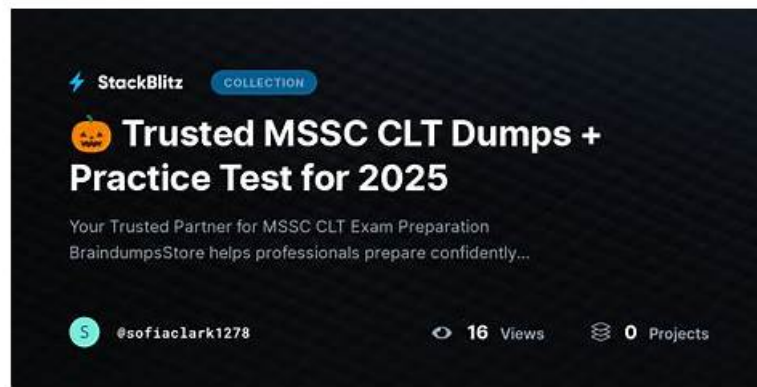 StackBlitz COLLECTION
🎃 Trusted MSSC CLT Dumps +
Practice Test for 2025
Your Trusted Partner for MSSC CLT Exam Preparation
BraindumpsStore helps professionals prepare confidently...
S @sofiaclark1278 16 Views 0 Projects